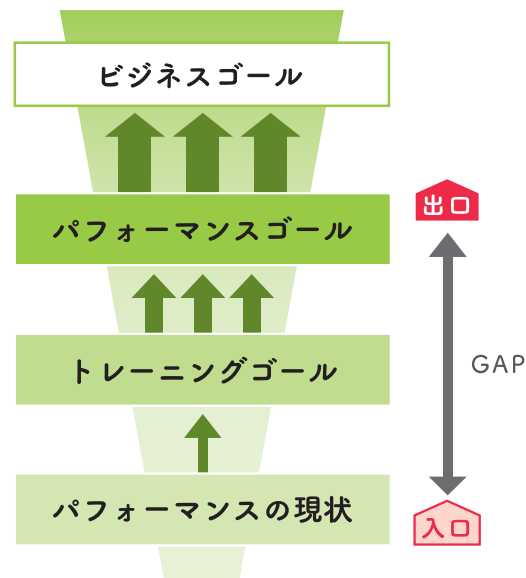 ビジネスゴール
パフォーマンスゴール
出口
GAP
トレーニングゴール
パフォーマンスの現状
入口